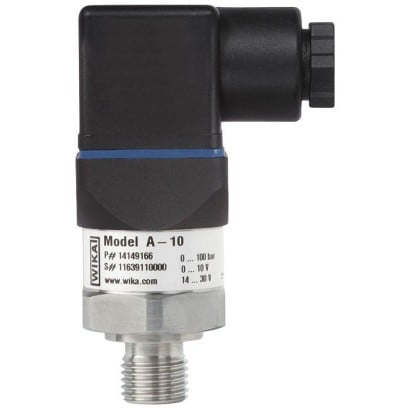 WIKA
Model A-10
P# 14149166 0 ... 100 bar
S# 11639110000 0 ... 10 V
www.wika.com 14 ... 30 V